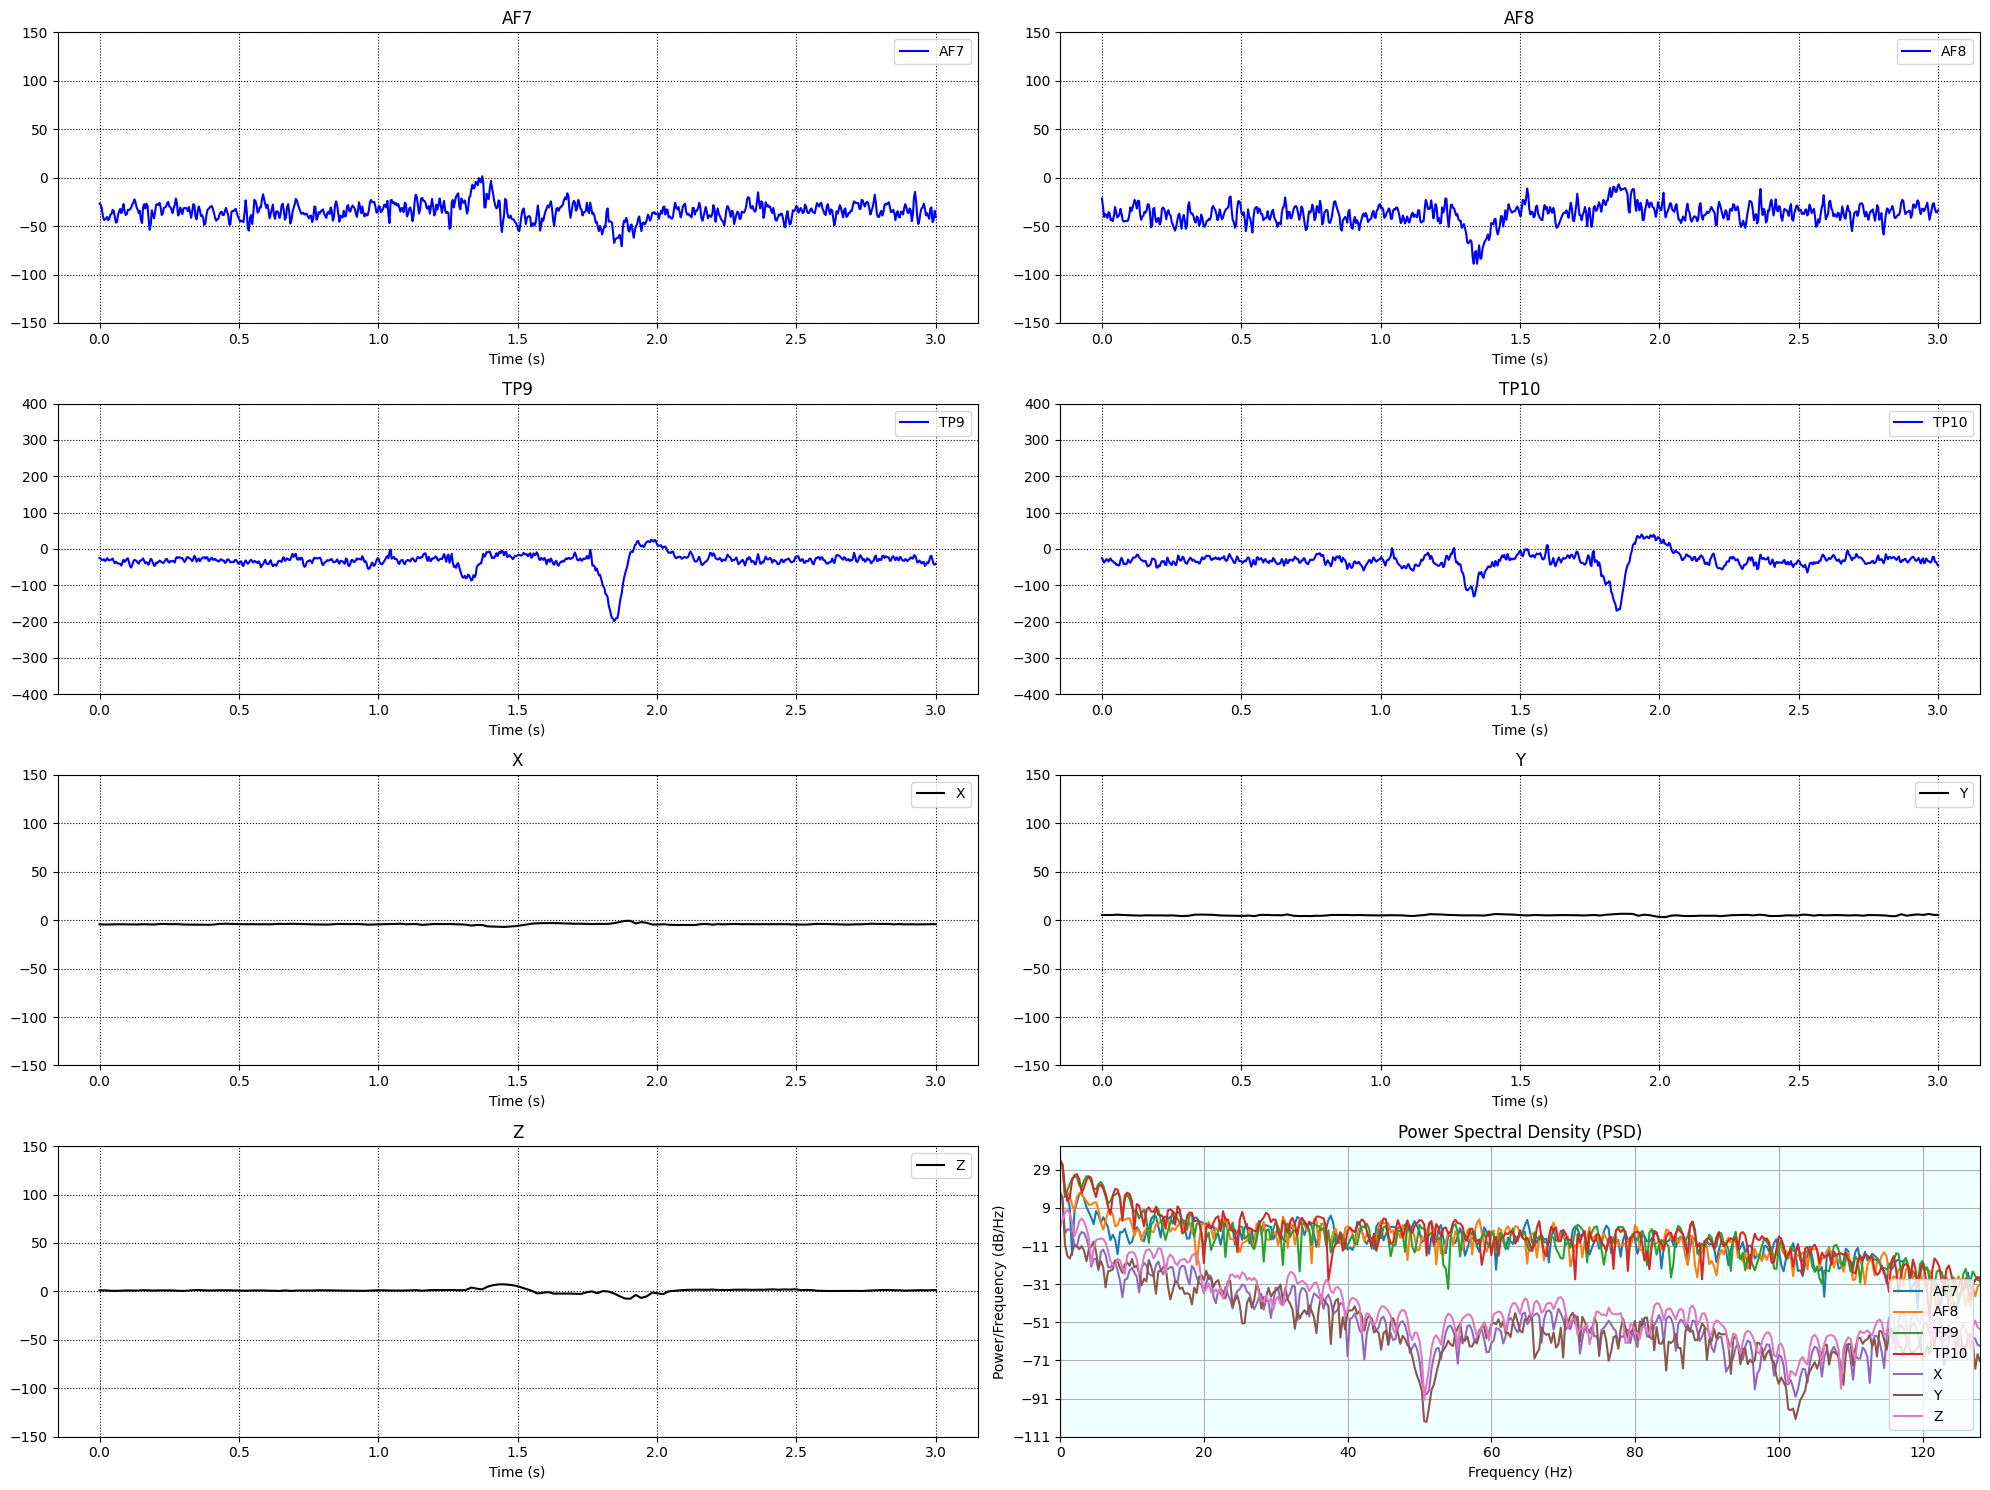 AF7
150
100
50
0
−50
−100
−150
AF7
0.0 0.5 1.0 1.5 2.0 2.5 3.0
Time (s)
AF8
150
100
50
0
−50
−100
−150
AF8
0.0 0.5 1.0 1.5 2.0 2.5 3.0
Time (s)
TP9
400
300
200
100
0
−100
−200
−300
−400
TP9
0.0 0.5 1.0 1.5 2.0 2.5 3.0
Time (s)
TP10
400
300
200
100
0
−100
−200
−300
−400
TP10
0.0 0.5 1.0 1.5 2.0 2.5 3.0
Time (s)
X
150
100
50
0
−50
−100
−150
X
0.0 0.5 1.0 1.5 2.0 2.5 3.0
Time (s)
Y
150
100
50
0
−50
−100
−150
Y
0.0 0.5 1.0 1.5 2.0 2.5 3.0
Time (s)
Z
150
100
50
0
−50
−100
−150
Z
0.0 0.5 1.0 1.5 2.0 2.5 3.0
Time (s)
Power Spectral Density (PSD)
Power/Frequency (dB/Hz)
29
9
−11
−31
−51
−71
−91
−111
AF7
AF8
TP9
TP10
X
Y
Z
0 20 40 60 80 100 120
Frequency (Hz)